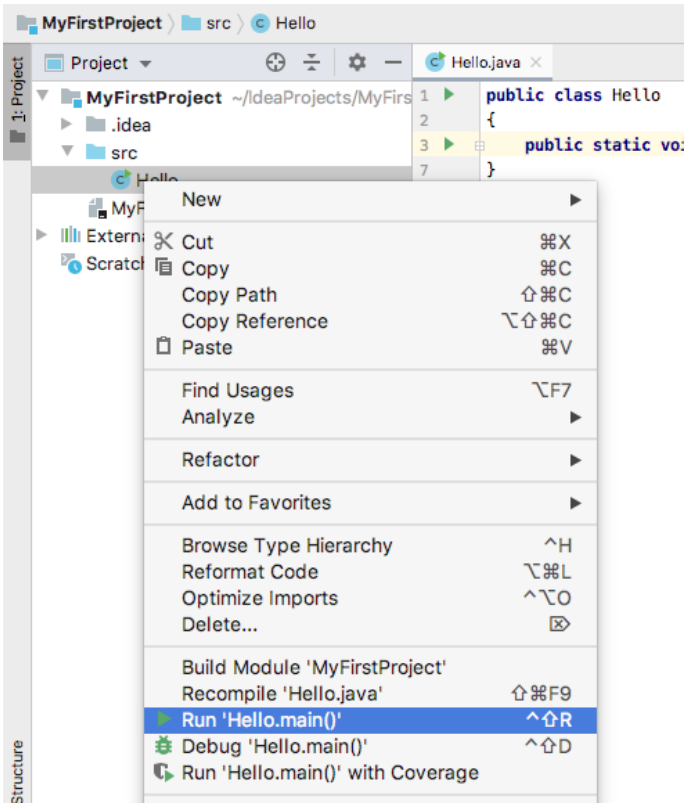 MyFirstProject src Hello
1: Project
Project
Hello.java
MyFirstProject ~/IdeaProjects/MyFirs
.idea
src
Hello
MyF
Externa
Scratch
1 public class Hello
2 {
3 public static voi
7 }
New
Cut ⌘X
Copy ⌘C
Copy Path ⇧⌘C
Copy Reference ⌥⇧⌘C
Paste ⌘V
Find Usages ⌥F7
Analyze
Refactor
Add to Favorites
Browse Type Hierarchy ^H
Reformat Code ⌥⌘L
Optimize Imports ^⌥O
Delete... ⌦
Build Module 'MyFirstProject'
Recompile 'Hello.java' ⇧⌘F9
Run 'Hello.main()' ^⇧R
Debug 'Hello.main()' ^⇧D
Run 'Hello.main()' with Coverage
Structure